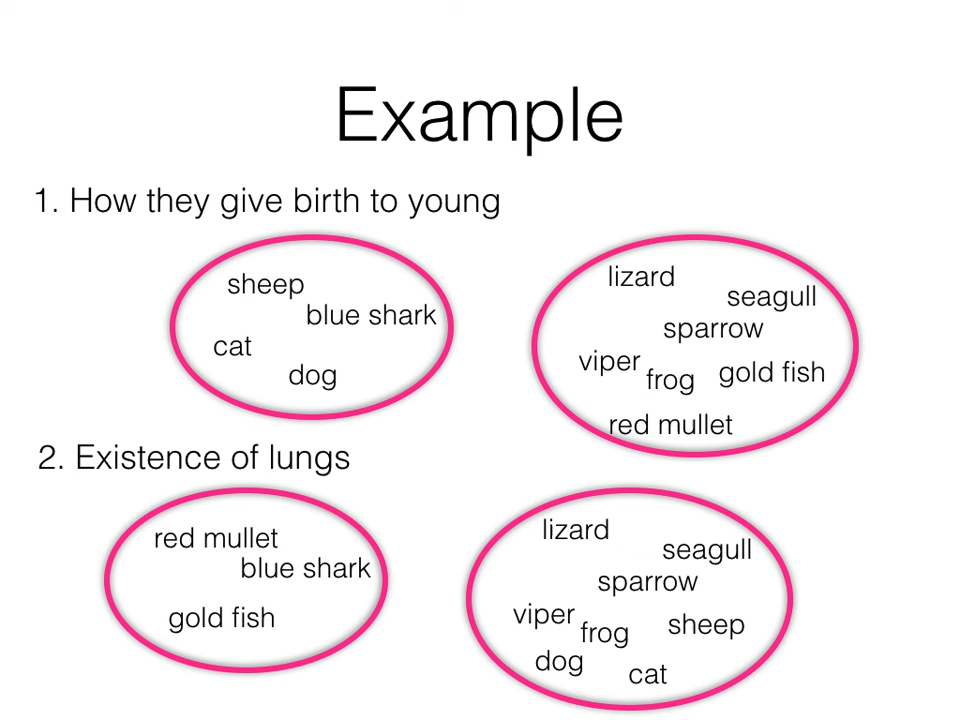 Example
1. How they give birth to young
sheep
blue shark
cat
dog
lizard
seagull
sparrow
viper
frog
gold fish
red mullet
2. Existence of lungs
red mullet
blue shark
gold fish
lizard
seagull
sparrow
viper
frog
sheep
dog
cat